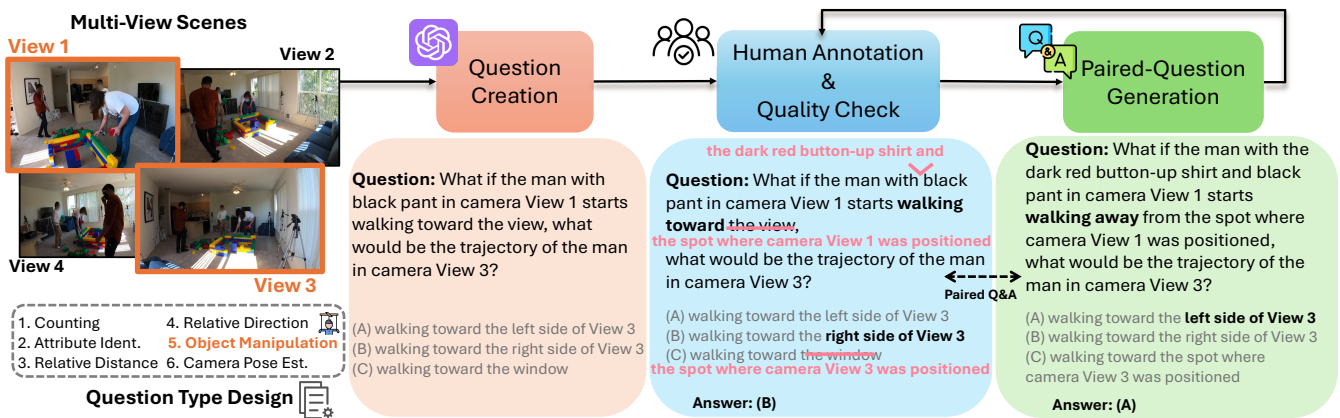 Multi-View Scenes
View 1
View 2
View 4
View 3
1. Counting
2. Attribute Ident.
3. Relative Distance
4. Relative Direction
5. Object Manipulation
6. Camera Pose Est.
Question Type Design
Question
Creation
Question: What if the man with
black pant in camera View 1 starts
walking toward the view, what
would be the trajectory of the man
in camera View 3?
(A) walking toward the left side of View 3
(B) walking toward the right side of View 3
(C) walking toward the window
Human Annotation
&
Quality Check
the dark red button-up shirt and
Question: What if the man with black
pant in camera View 1 starts walking
toward the view,
the spot where camera View 1 was positioned
what would be the trajectory of the man
in camera View 3?
(A) walking toward the left side of View 3
(B) walking toward the right side of View 3
(C) walking toward the window
the spot where camera View 3 was positioned
Answer: (B)
Paired Q&A
Q
&
A
Paired-Question
Generation
Question: What if the man with the
dark red button-up shirt and black
pant in camera View 1 starts
walking away from the spot where
camera View 1 was positioned,
what would be the trajectory of the
man in camera View 3?
(A) walking toward the left side of View 3
(B) walking toward the right side of View 3
(C) walking toward the spot where
camera View 3 was positioned
Answer: (A)